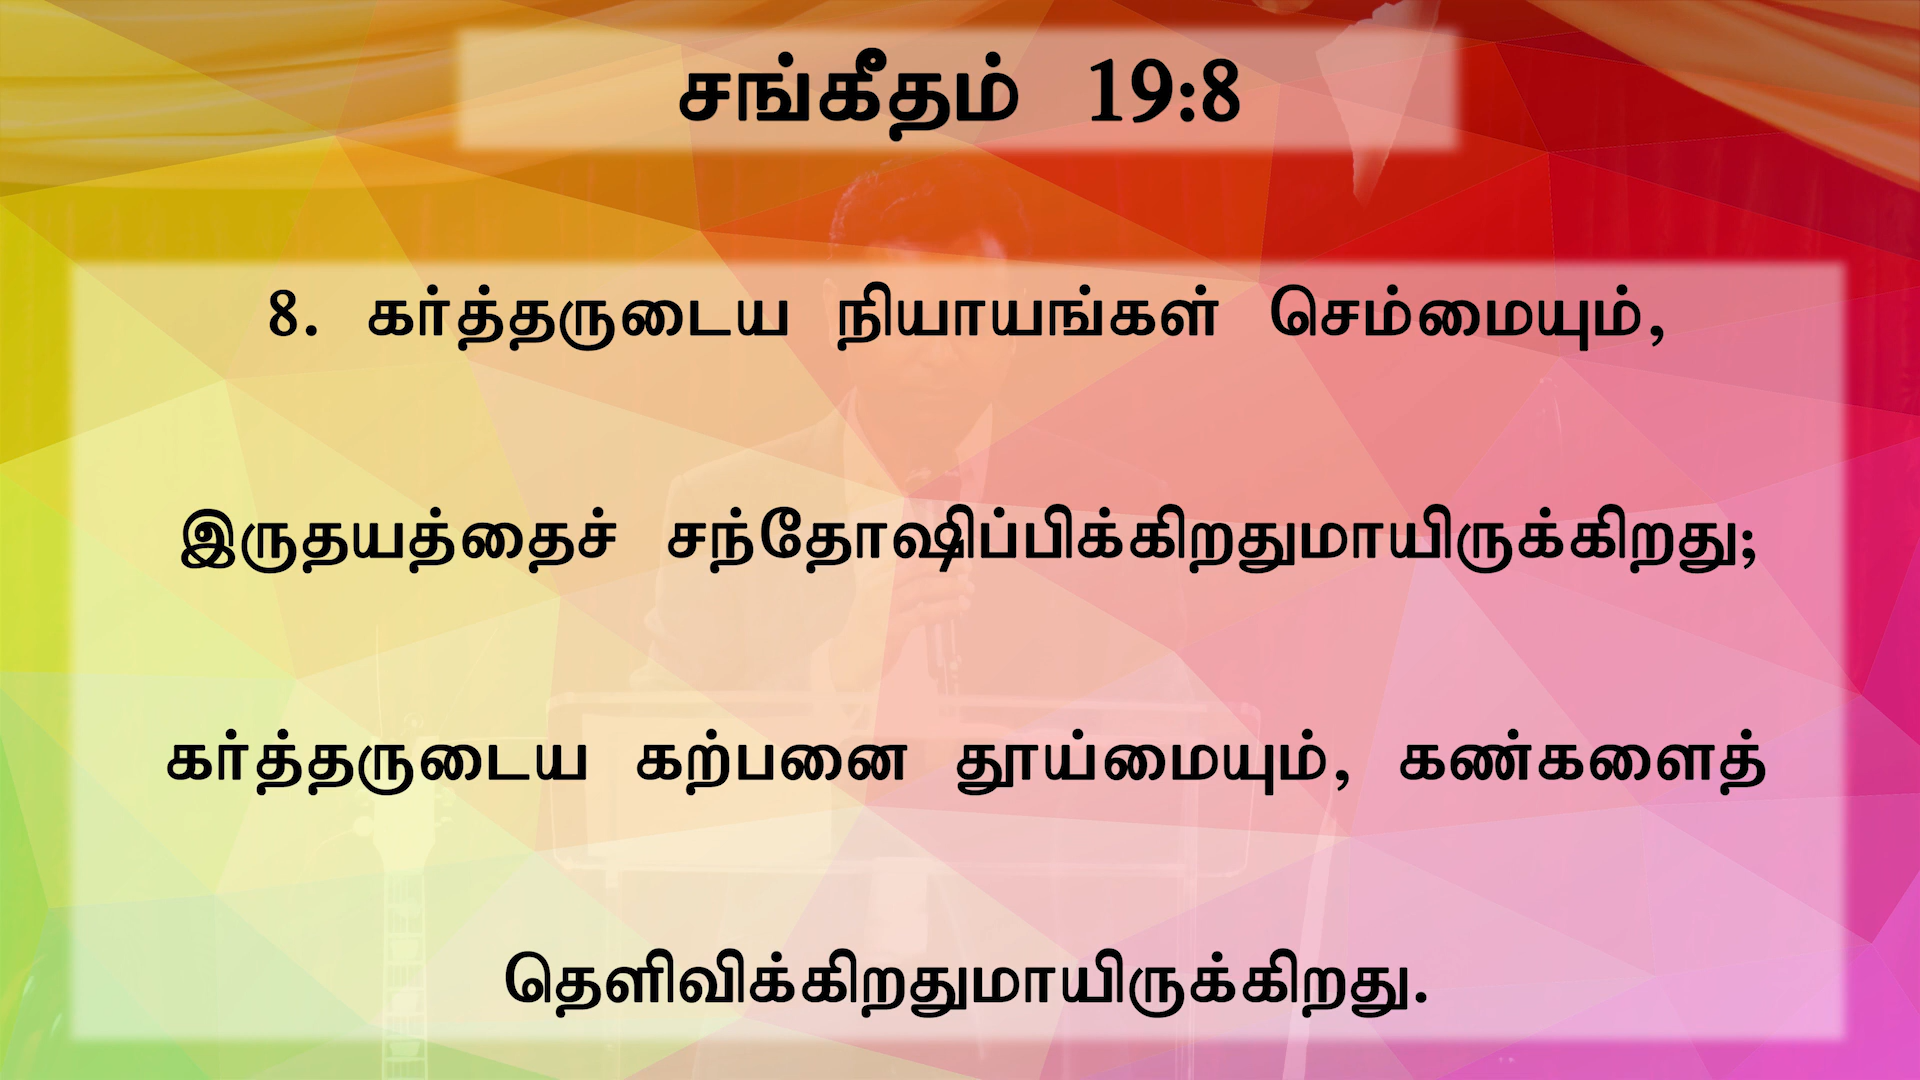 சங்கீதம் 19:8
8. கர்த்தருடைய நியாயங்கள் செம்மையும்,
இருதயத்தைச் சந்தோஷிப்பிக்கிறதுமாயிருக்கிறது;
கர்த்தருடைய கற்பனை தூய்மையும், கண்களைத்
தெளிவிக்கிறதுமாயிருக்கிறது.